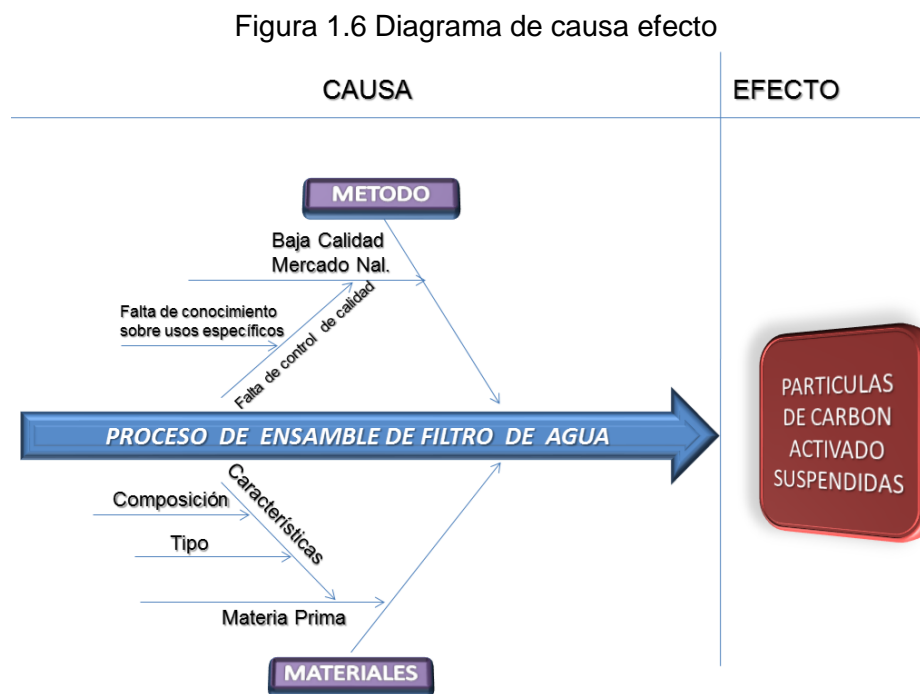 Figura 1.6 Diagrama de causa efecto
CAUSA
EFECTO
METODO
Baja Calidad
Mercado Nal.
Falta de conocimiento
sobre usos específicos
Falta de control de calidad
PROCESO DE ENSAMBLE DE FILTRO DE AGUA
PARTICULAS
DE CARBON
ACTIVADO
SUSPENDIDAS
Características
Composición
Tipo
Materia Prima
MATERIALES